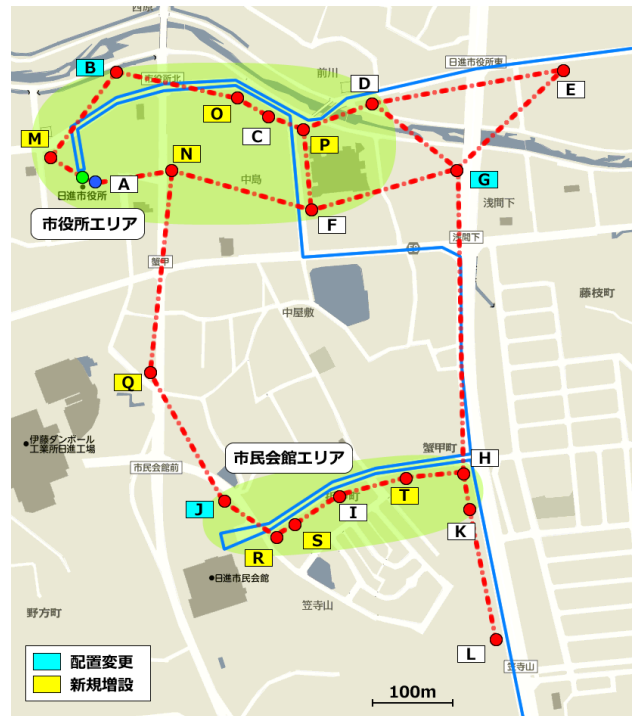 西原
B
市役所北
前川
D
日進市役所東
E
O
C
P
M
A
N
中島
G
日進市役所
F
浅間下
市役所エリア
浅間下
蟹甲
藤枝町
中屋敷
Q
伊藤ダンボール
工業所日進工場
市民会館エリア
蟹甲町
市民会館前
H
T
J
I
S
K
R
日進市民会館
笠寺山
野方町
L
笠寺山
配置変更
新規増設
100m